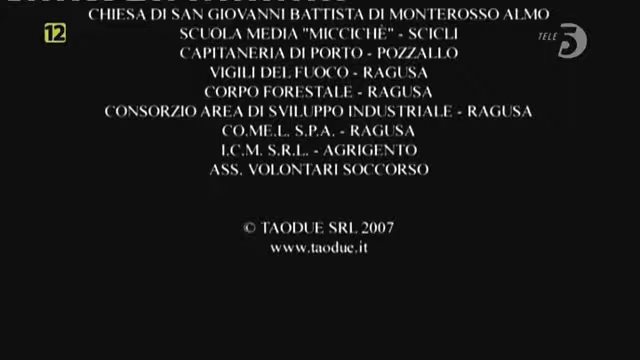 CHIESA DI SAN GIOVANNI BATTISTA DI MONTEROSSO ALMO
SCUOLA MEDIA "MICCICHÈ" - SCICLI
CAPITANERIA DI PORTO - POZZALLO
VIGILI DEL FUOCO - RAGUSA
CORPO FORESTALE - RAGUSA
CONSORZIO AREA DI SVILUPPO INDUSTRIALE - RAGUSA
CO.ME.L. S.P.A. - RAGUSA
I.C.M. S.R.L. - AGRIGENTO
ASS. VOLONTARI SOCCORSO
© TAODUE SRL 2007
www.taodue.it
12
TELE 5